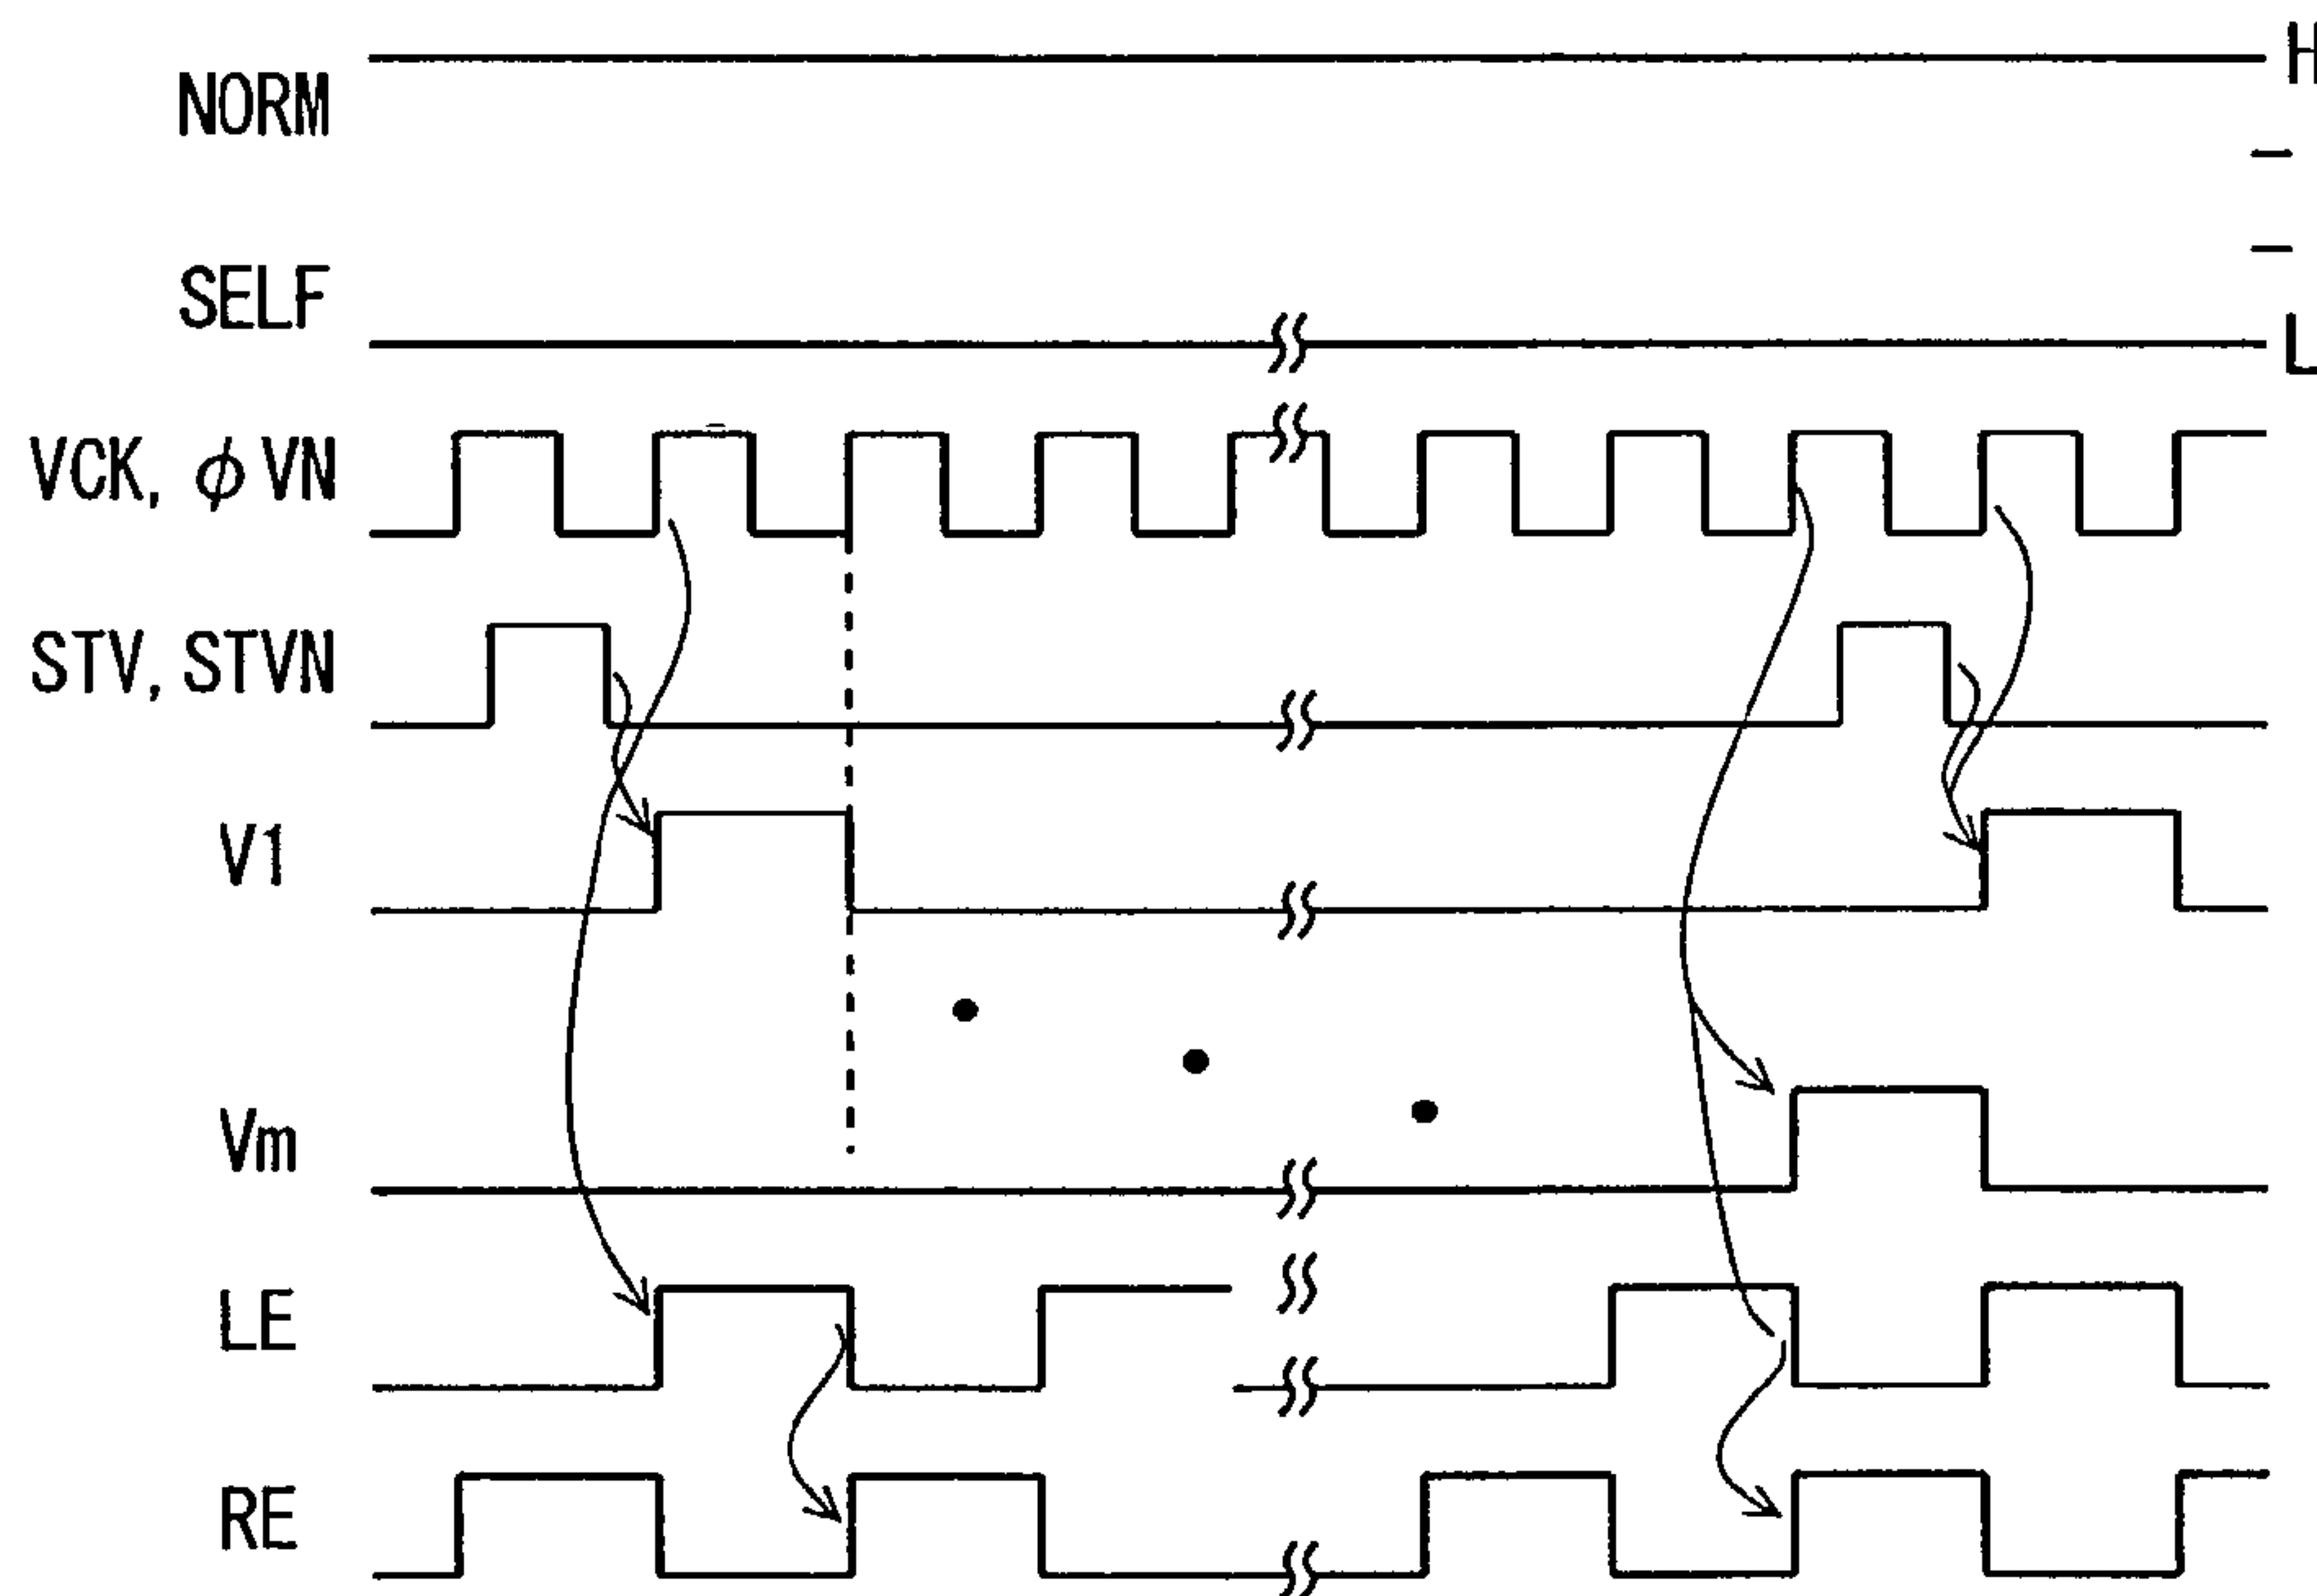 NORM
H
SELF
L
VCK, φVN
STV, STVN
V1
Vm
LE
RE